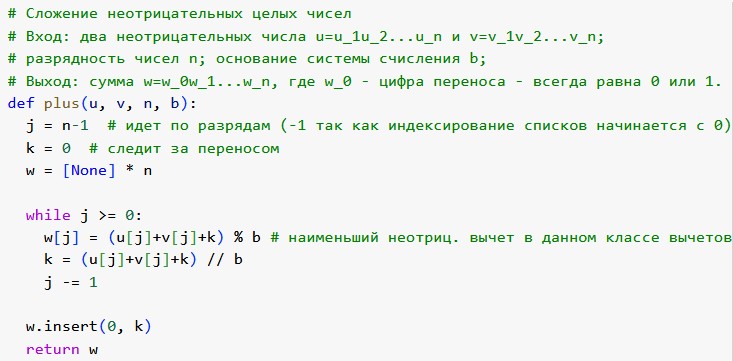 # Сложение неотрицательных целых чисел
# Вход: два неотрицательных числа u=u_1u_2...u_n и v=v_1v_2...v_n;
# разрядность чисел n; основание системы счисления b;
# Выход: сумма w=w_0w_1...w_n, где w_0 - цифра переноса - всегда равна 0 или 1.
def plus(u, v, n, b):
  j = n-1  # идет по разрядам (-1 так как индексирование списков начинается с 0)
  k = 0  # следит за переносом
  w = [None] * n

  while j >= 0:
    w[j] = (u[j]+v[j]+k) % b # наименьший неотриц. вычет в данном классе вычетов
    k = (u[j]+v[j]+k) // b
    j -= 1

  w.insert(0, k)
  return w